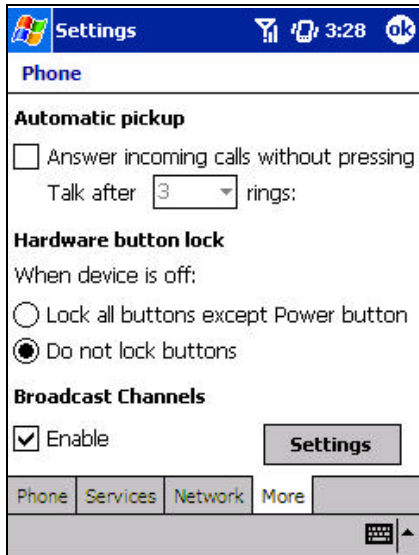 Settings 3:28 ok
Phone
Automatic pickup
Answer incoming calls without pressing
Talk after 3 rings:
Hardware button lock
When device is off:
Lock all buttons except Power button
Do not lock buttons
Broadcast Channels
Enable Settings
Phone Services Network More